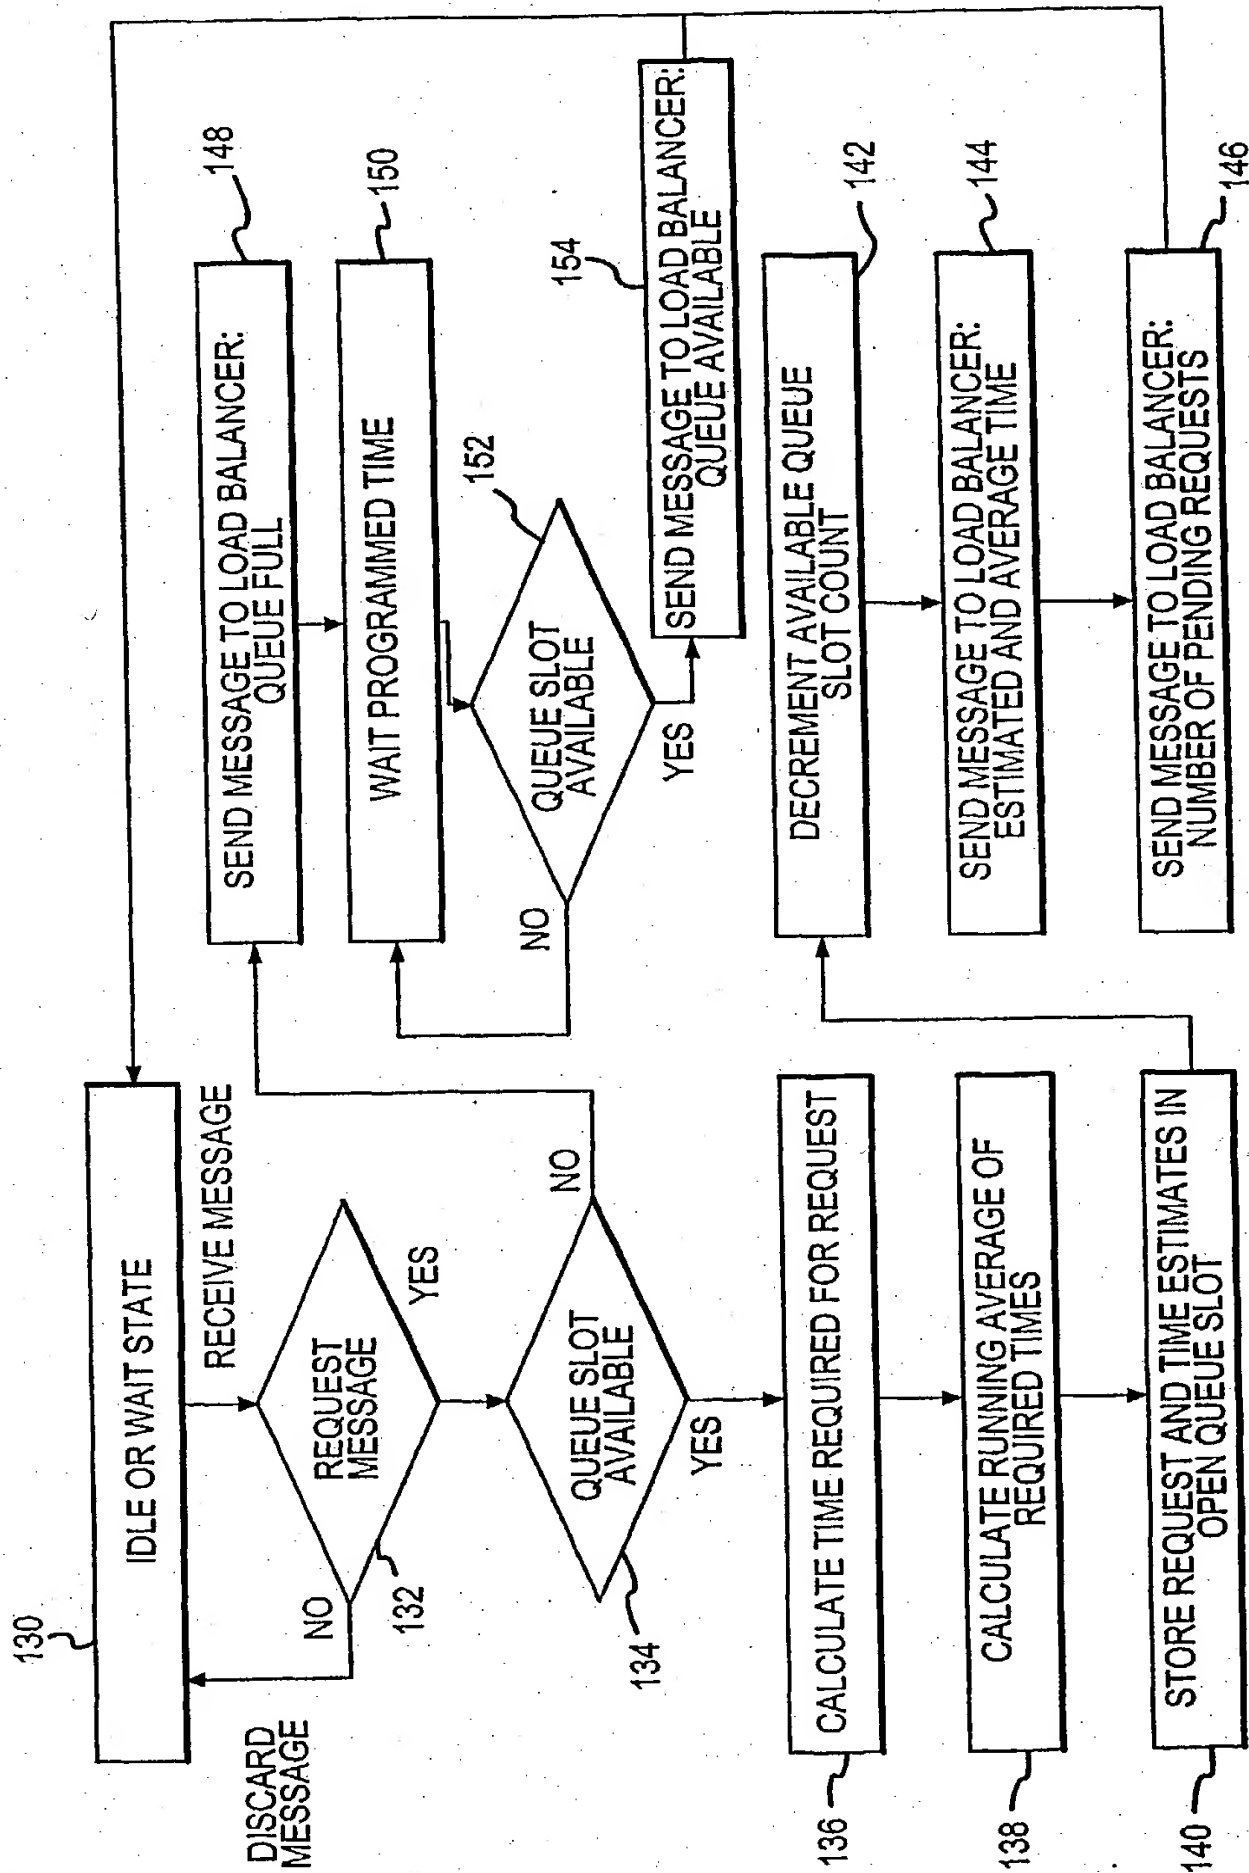 130
IDLE OR WAIT STATE
RECEIVE MESSAGE
DISCARD
MESSAGE
NO
REQUEST
MESSAGE
YES
132
QUEUE SLOT
AVAILABLE
NO
134
YES
136
CALCULATE TIME REQUIRED FOR REQUEST
138
CALCULATE RUNNING AVERAGE OF
REQUIRED TIMES
140
STORE REQUEST AND TIME ESTIMATES IN
OPEN QUEUE SLOT
148
SEND MESSAGE TO LOAD BALANCER:
QUEUE FULL
150
WAIT PROGRAMMED TIME
152
QUEUE SLOT
AVAILABLE
NO
YES
154
SEND MESSAGE TO LOAD BALANCER:
QUEUE AVAILABLE
142
DECREMENT AVAILABLE QUEUE
SLOT COUNT
144
SEND MESSAGE TO LOAD BALANCER:
ESTIMATED AND AVERAGE TIME
146
SEND MESSAGE TO LOAD BALANCER:
NUMBER OF PENDING REQUESTS